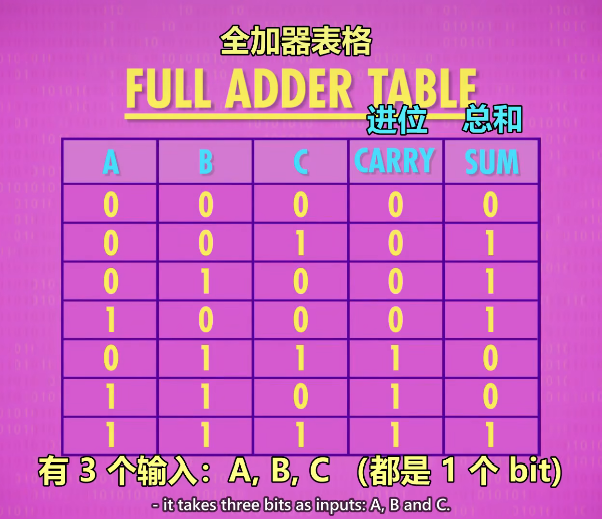 全加器表格
FULL ADDER TABLE
进位 总和
A B C CARRY SUM
0 0 0 0 0
0 0 1 0 1
0 1 0 0 1
1 0 0 0 1
0 1 1 1 0
1 1 0 1 0
1 1 1 1 1
有 3 个输入：A, B, C （都是 1 个 bit)
- it takes three bits as inputs: A, B and C.